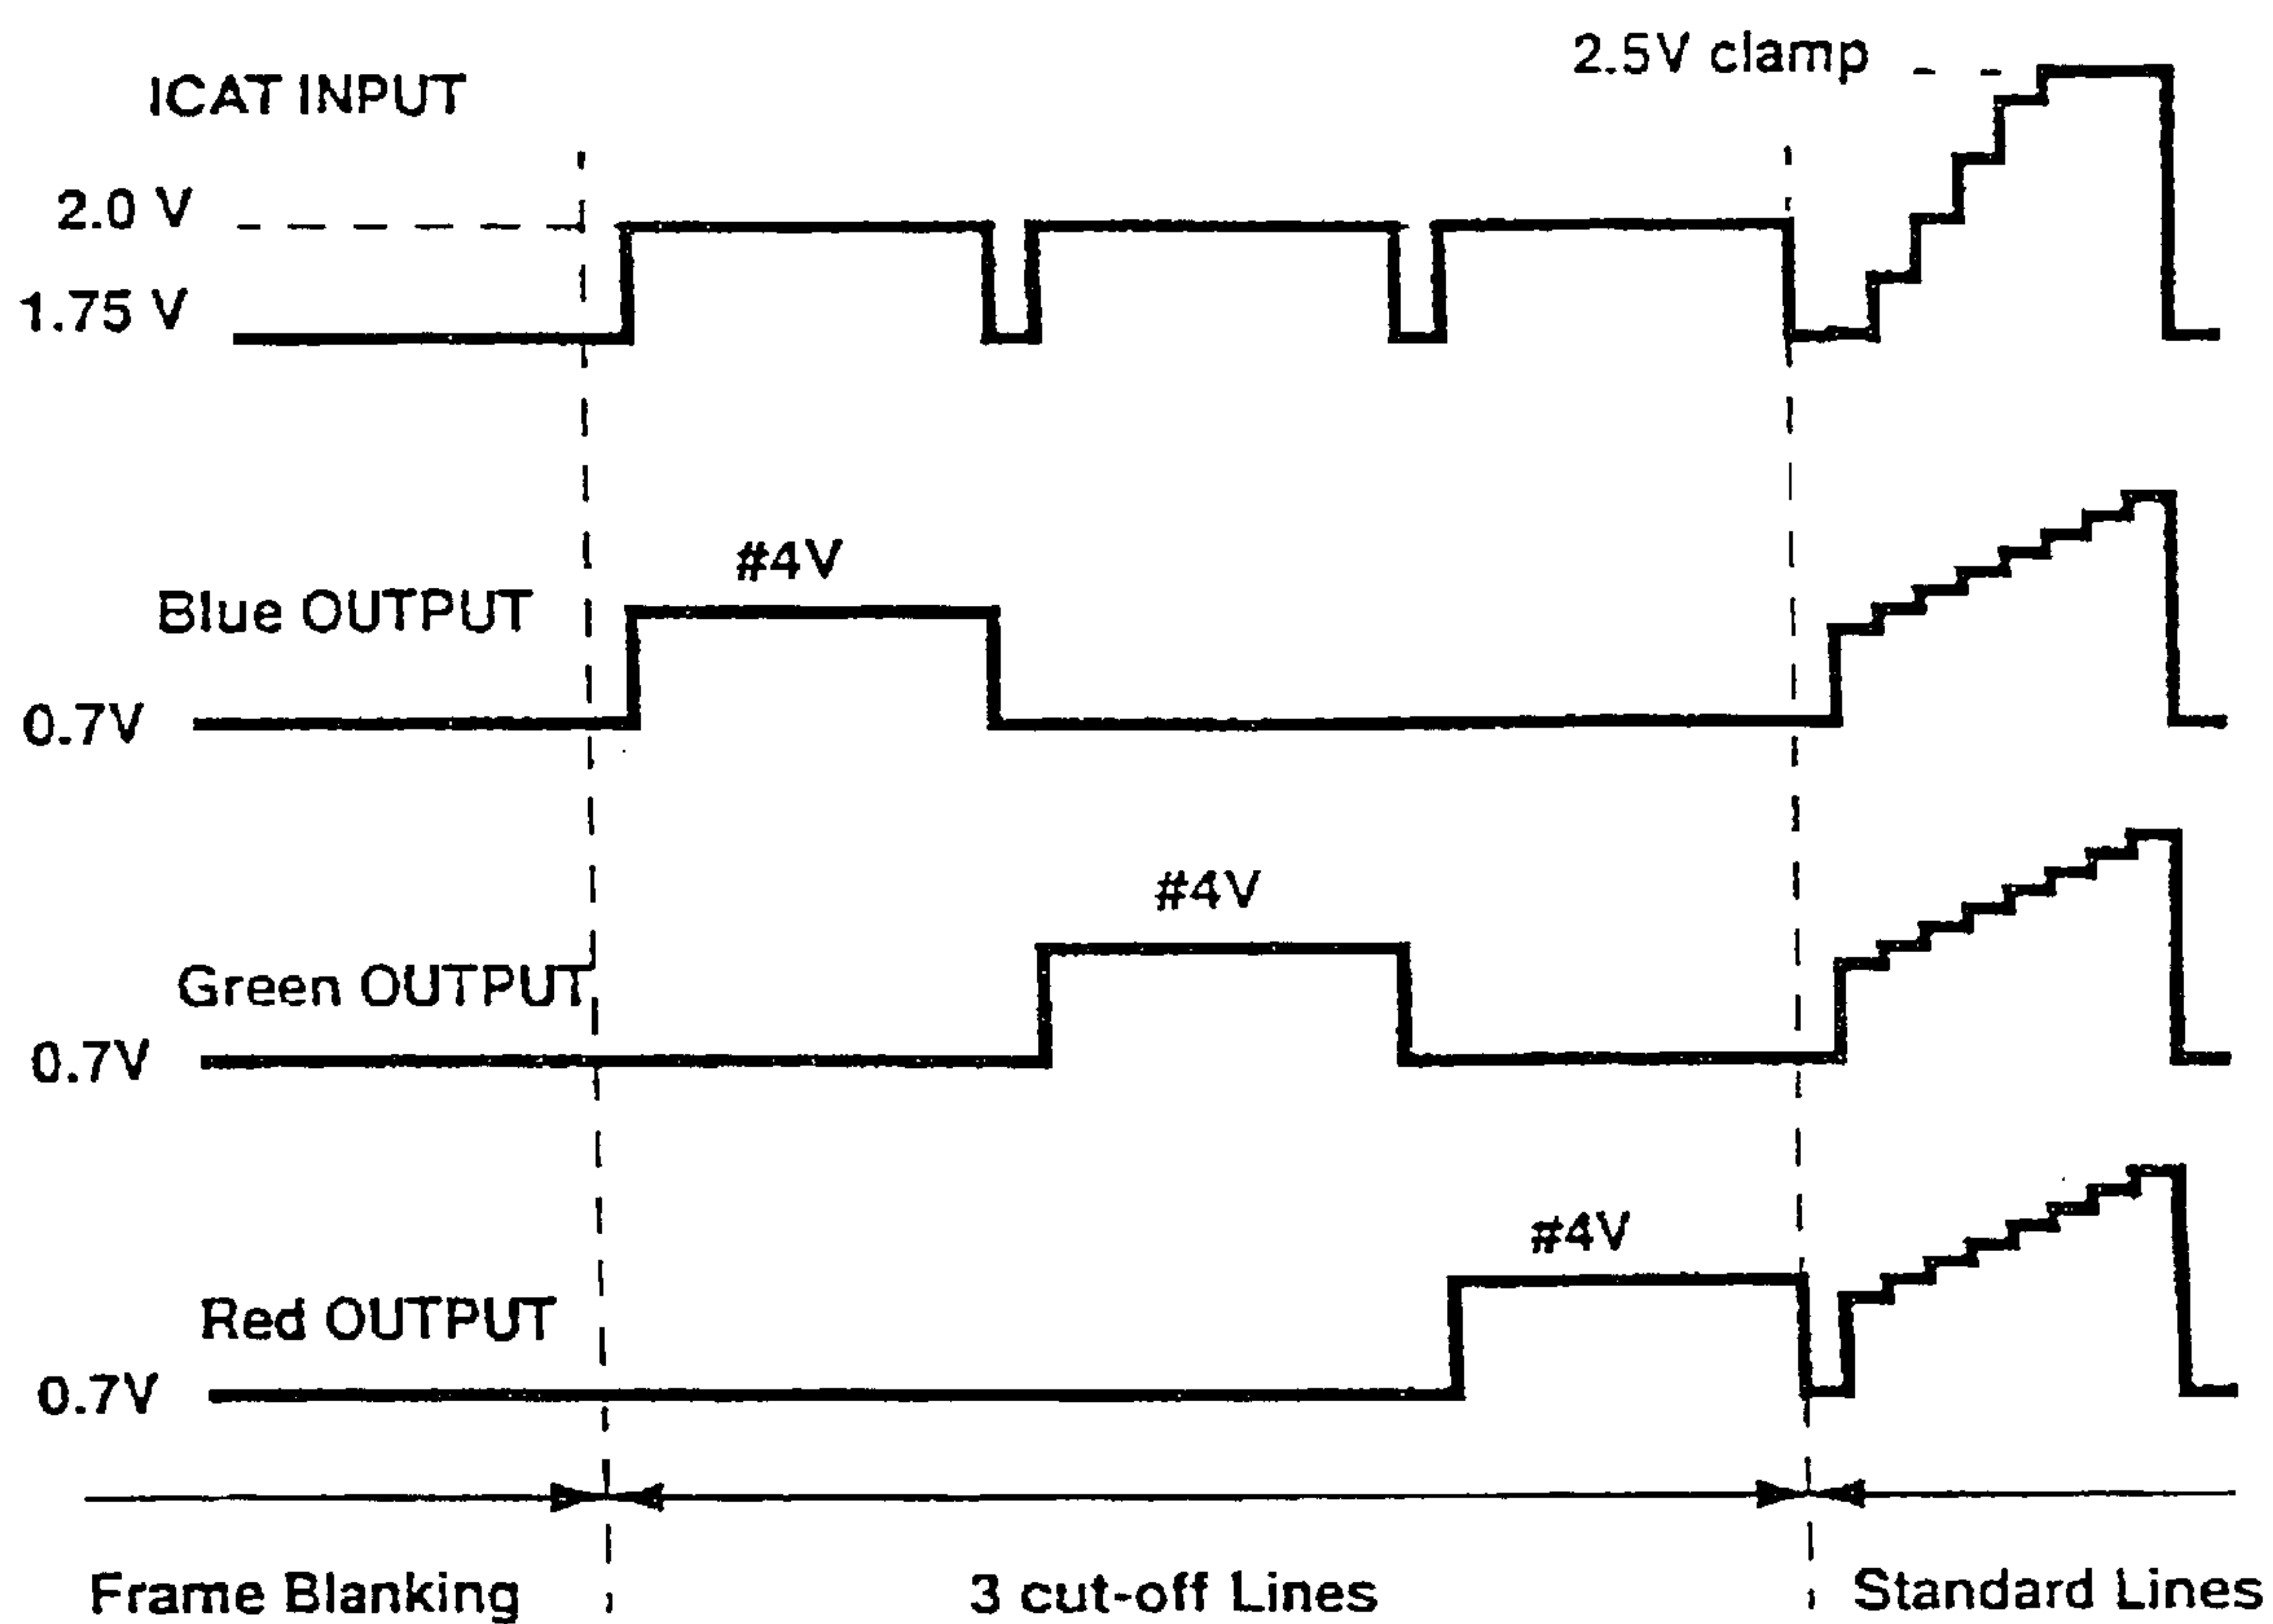 2.5V clamp
ICAT INPUT
2.0 V
1.75 V
#4V
Blue OUTPUT
0.7V
#4V
Green OUTPUT
0.7V
#4V
Red OUTPUT
0.7V
Frame Blanking
3 cut-off Lines
Standard Lines